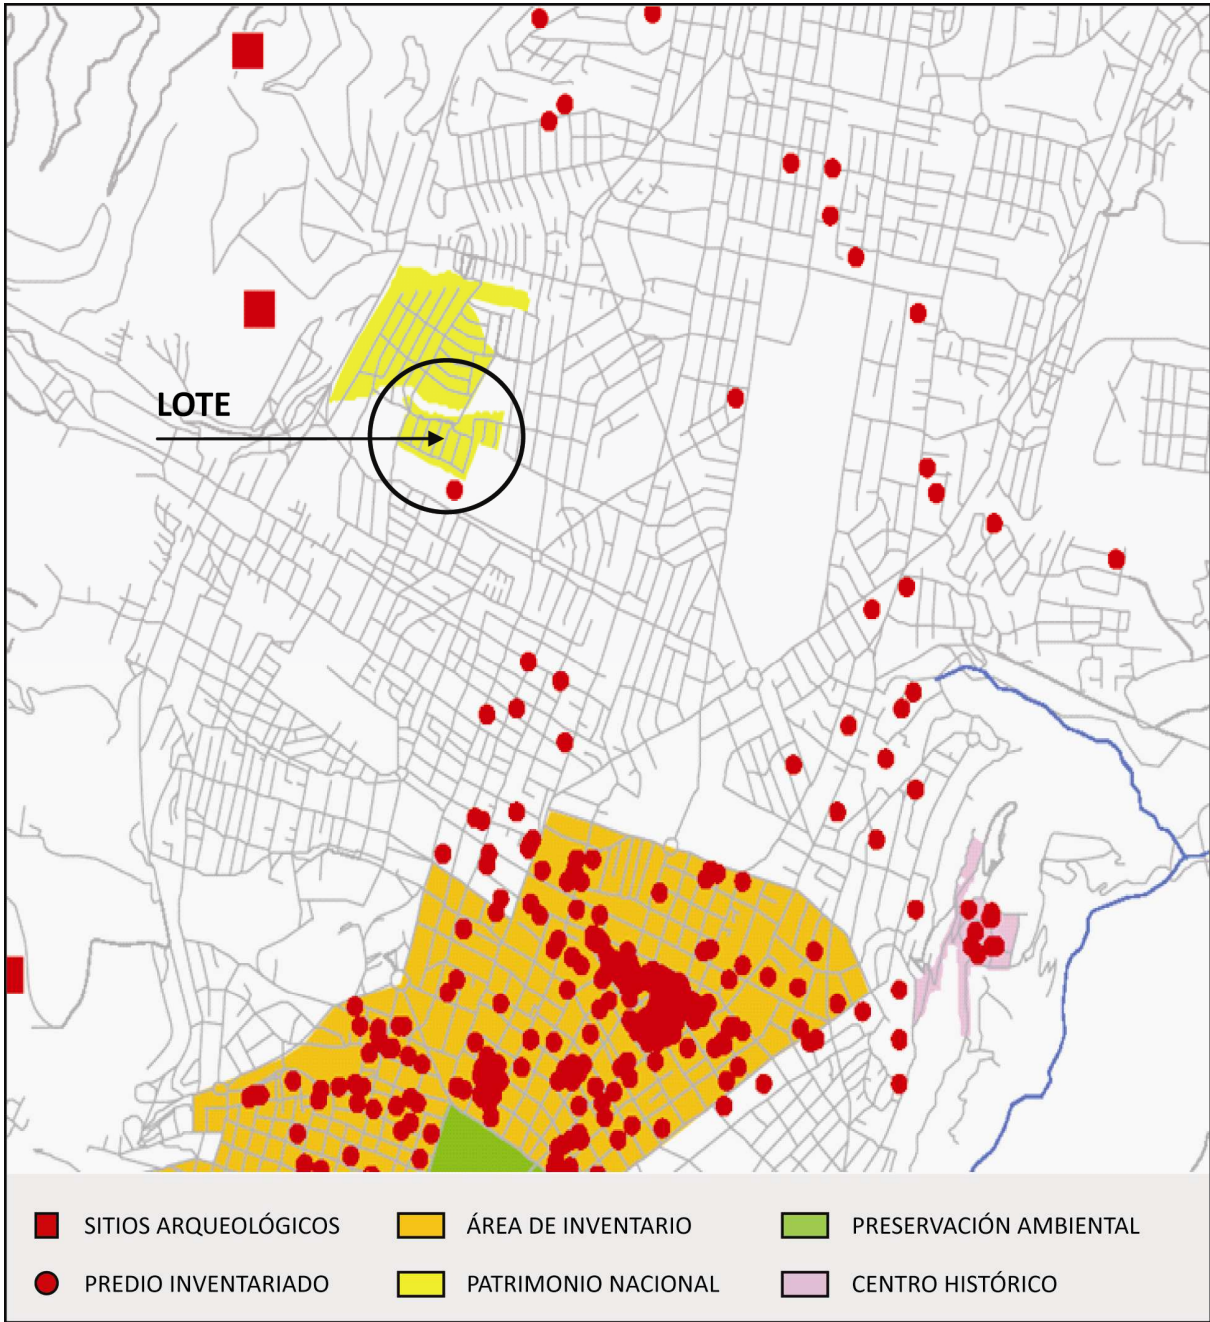 LOTE
SITIOS ARQUEOLÓGICOS
ÁREA DE INVENTARIO
PRESERVACIÓN AMBIENTAL
PREDIO INVENTARIADO
PATRIMONIO NACIONAL
CENTRO HISTÓRICO